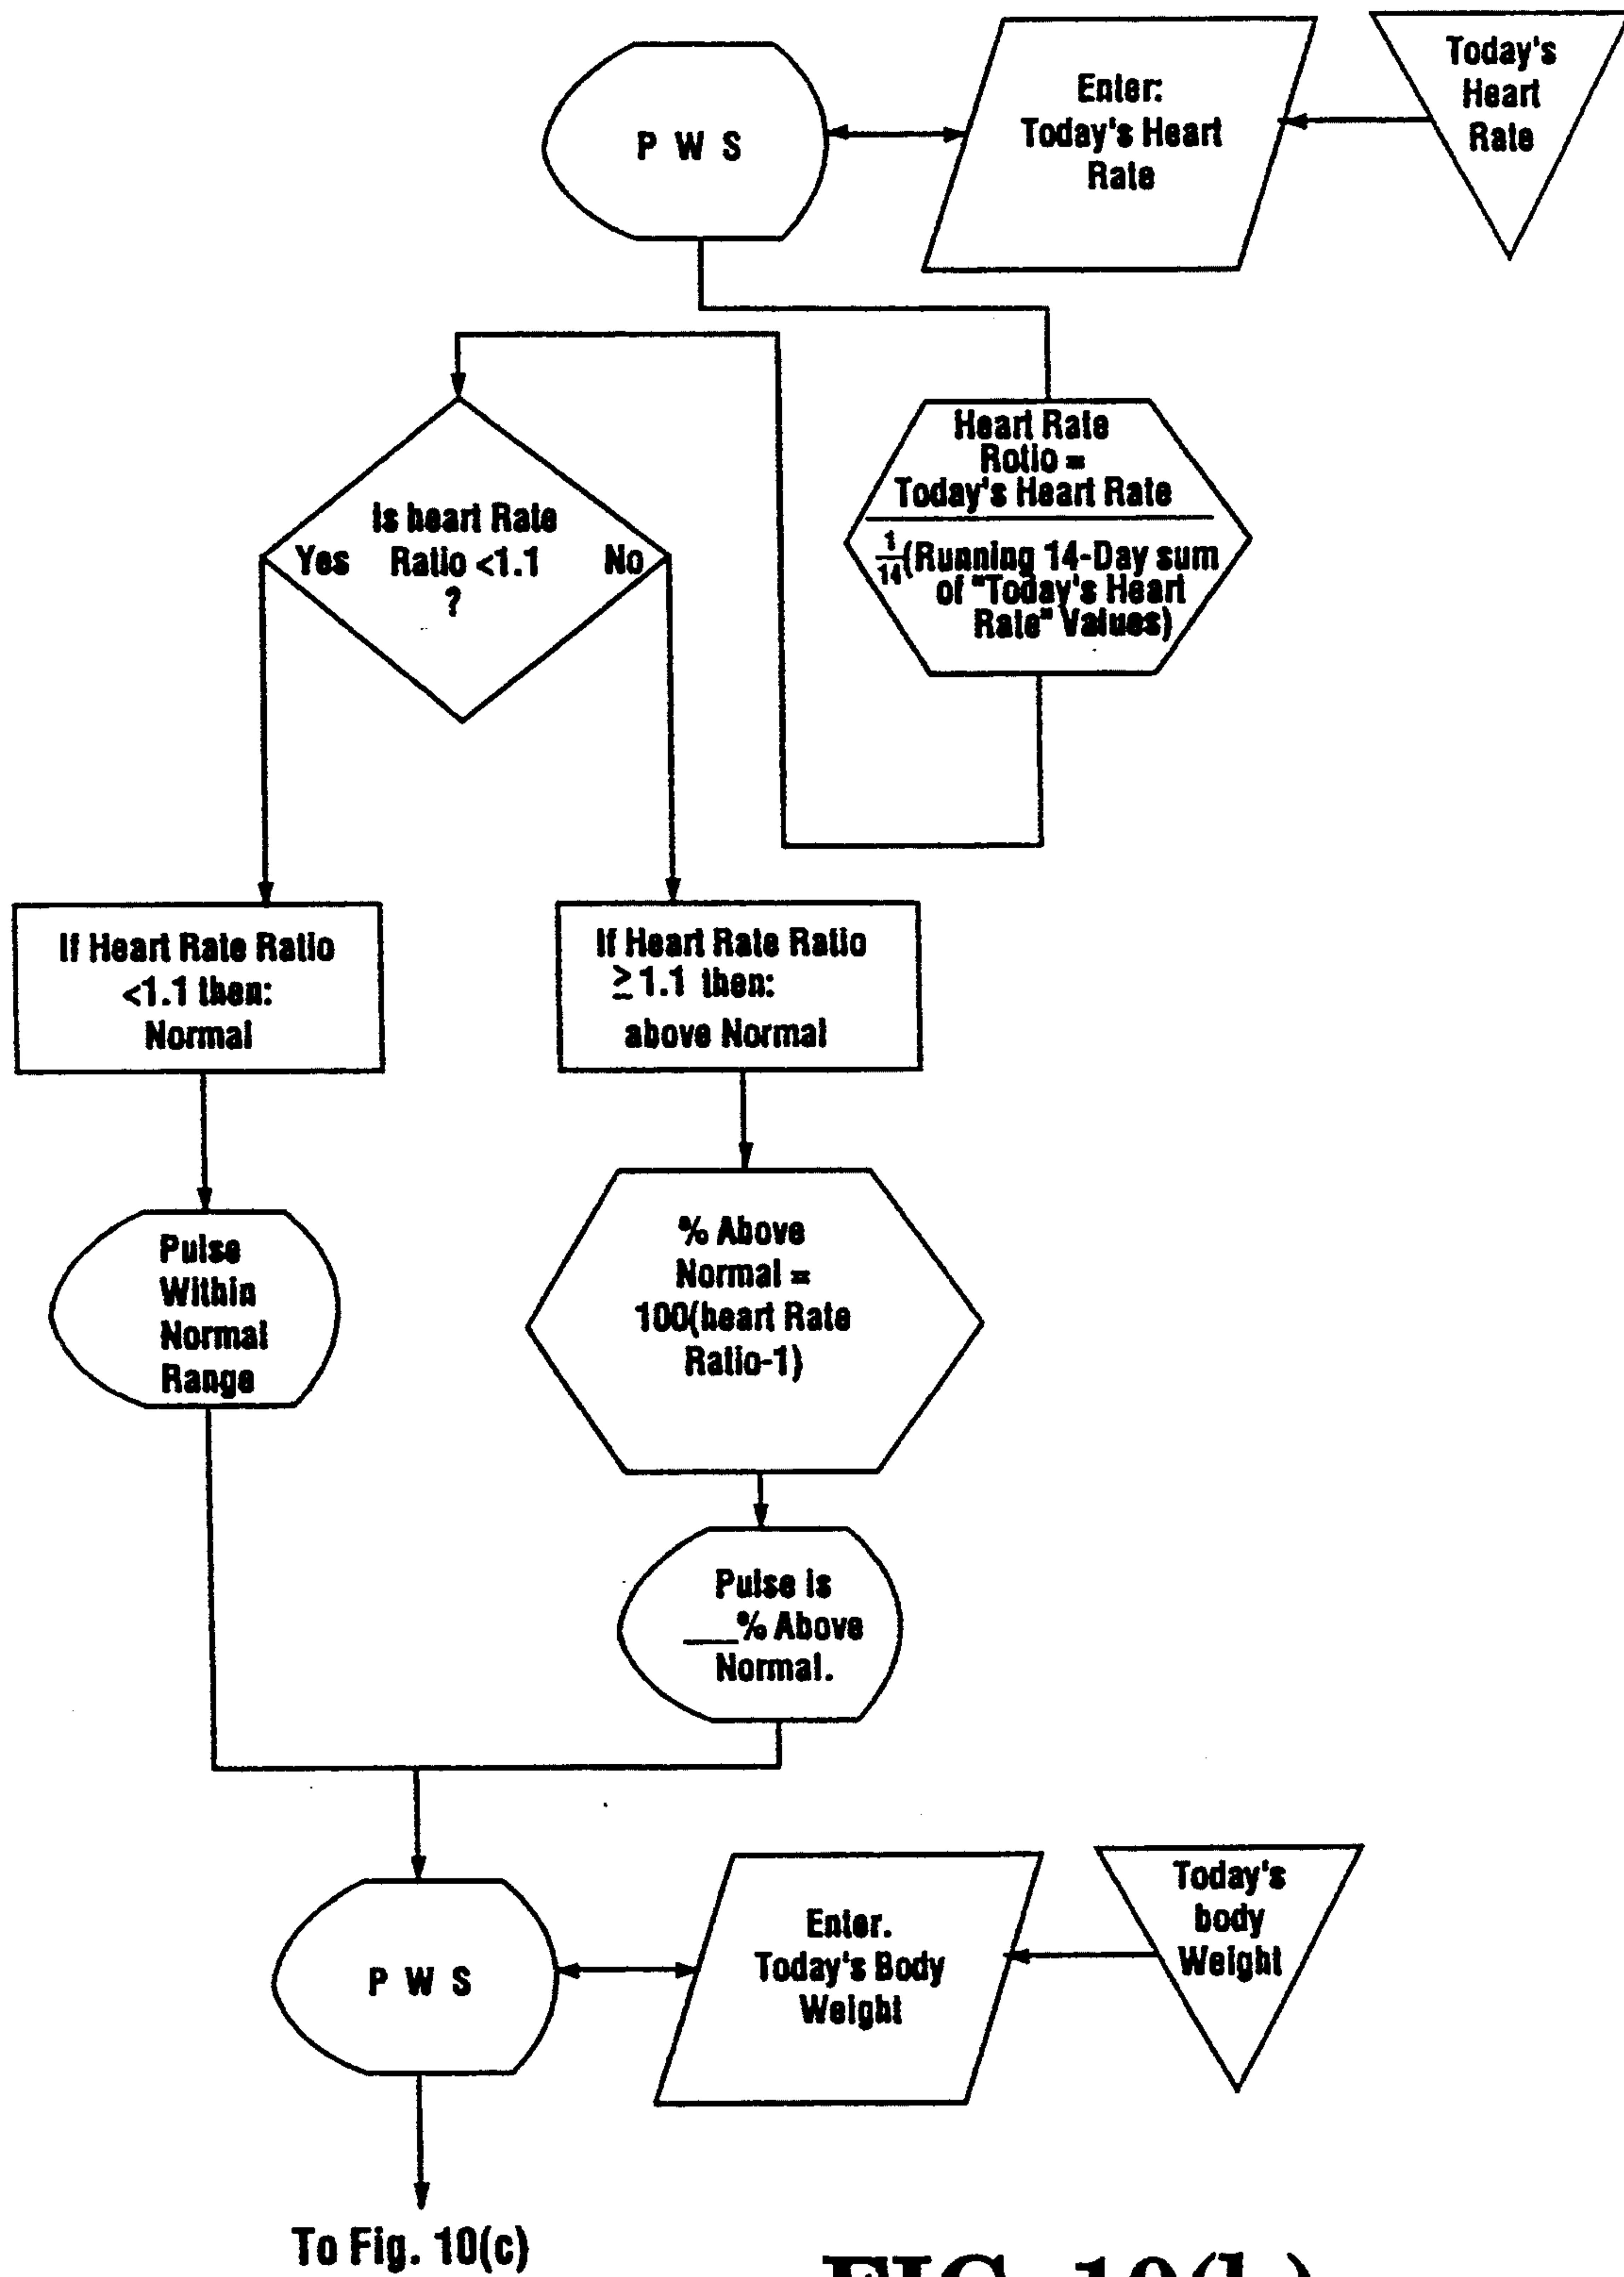 P W S
Enter:
Today's Heart
Rate
Today's
Heart
Rate
Heart Rate
Rotio =
Today's Heart Rate
1/14(Running 14-Day sum
of "Today's Heart
Rate" Values)
Is heart Rate
Yes Ratio <1.1 No
?
If Heart Rate Ratio
<1.1 then:
Normal
If Heart Rate Ratio
≥1.1 then:
above Normal
Pulse
Within
Normal
Range
% Above
Normal =
100(heart Rate
Ratio-1)
Pulse is
___% Above
Normal.
P W S
Enter.
Today's Body
Weight
Today's
body
Weight
To Fig. 10(c)
FIG. 10(b)